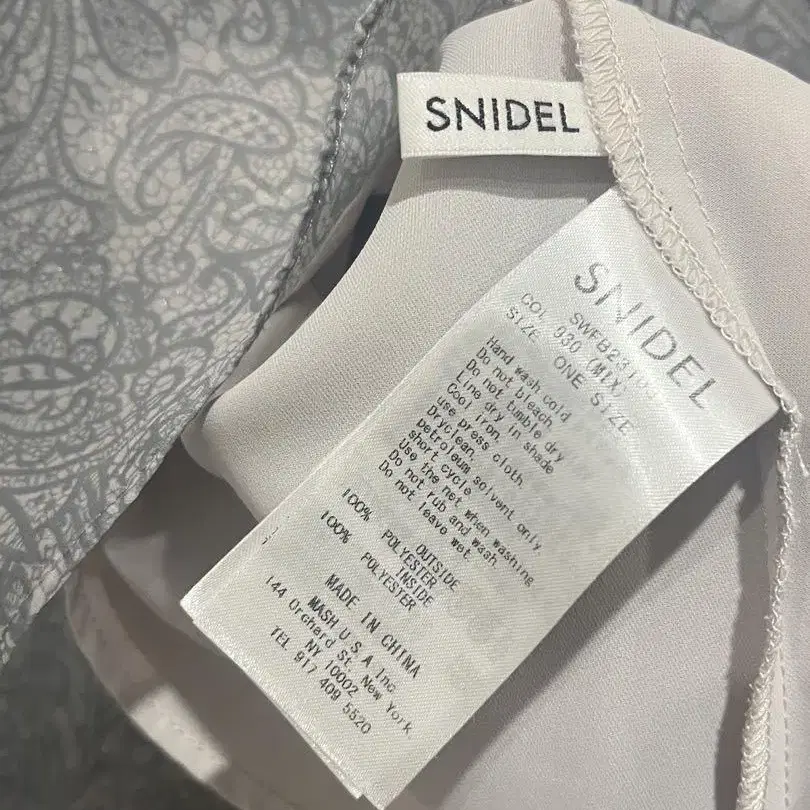 SNIDEL
SNIDEL
COL 030 (MIX)
SIZE ONE SIZE
Hand wash cold
Do not bleach.
Do not tumble dry
Line dry in shade
Cool iron.
use press cloth.
Dryclean.
petroleum solvent only
short cycle
Use the net when washing
Do not rub and wash
Do not leave wet.
OUTSIDE
100% POLYESTER
INSIDE
100% POLYESTER
MADE IN CHINA
MASH U.S.A Inc
144 Orchard St, New York,
NY 10002
TEL 917 409 5520